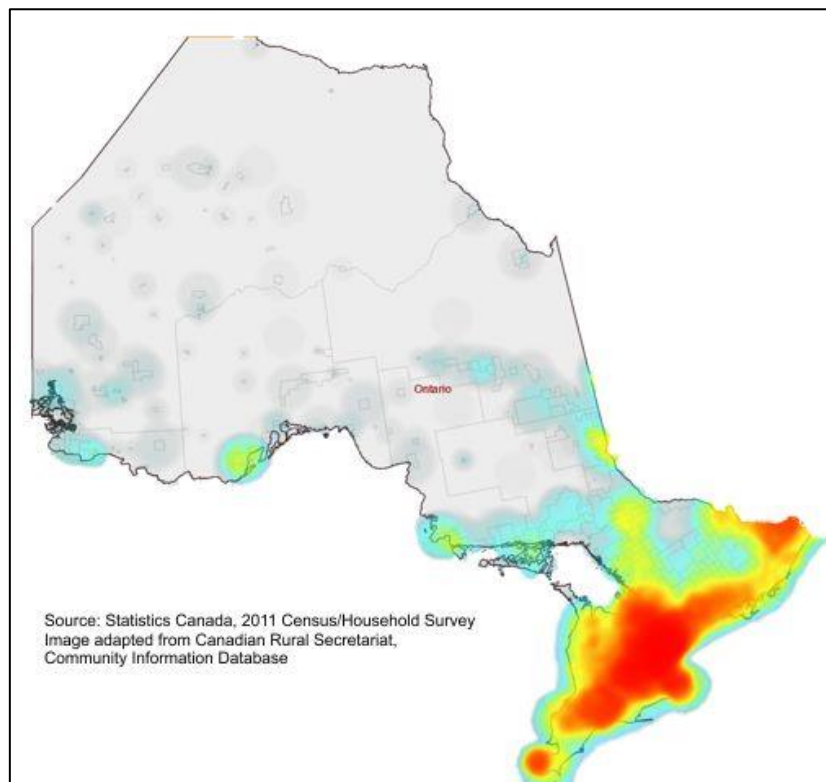 Ontario
Source: Statistics Canada, 2011 Census/Household Survey
Image adapted from Canadian Rural Secretariat,
Community Information Database